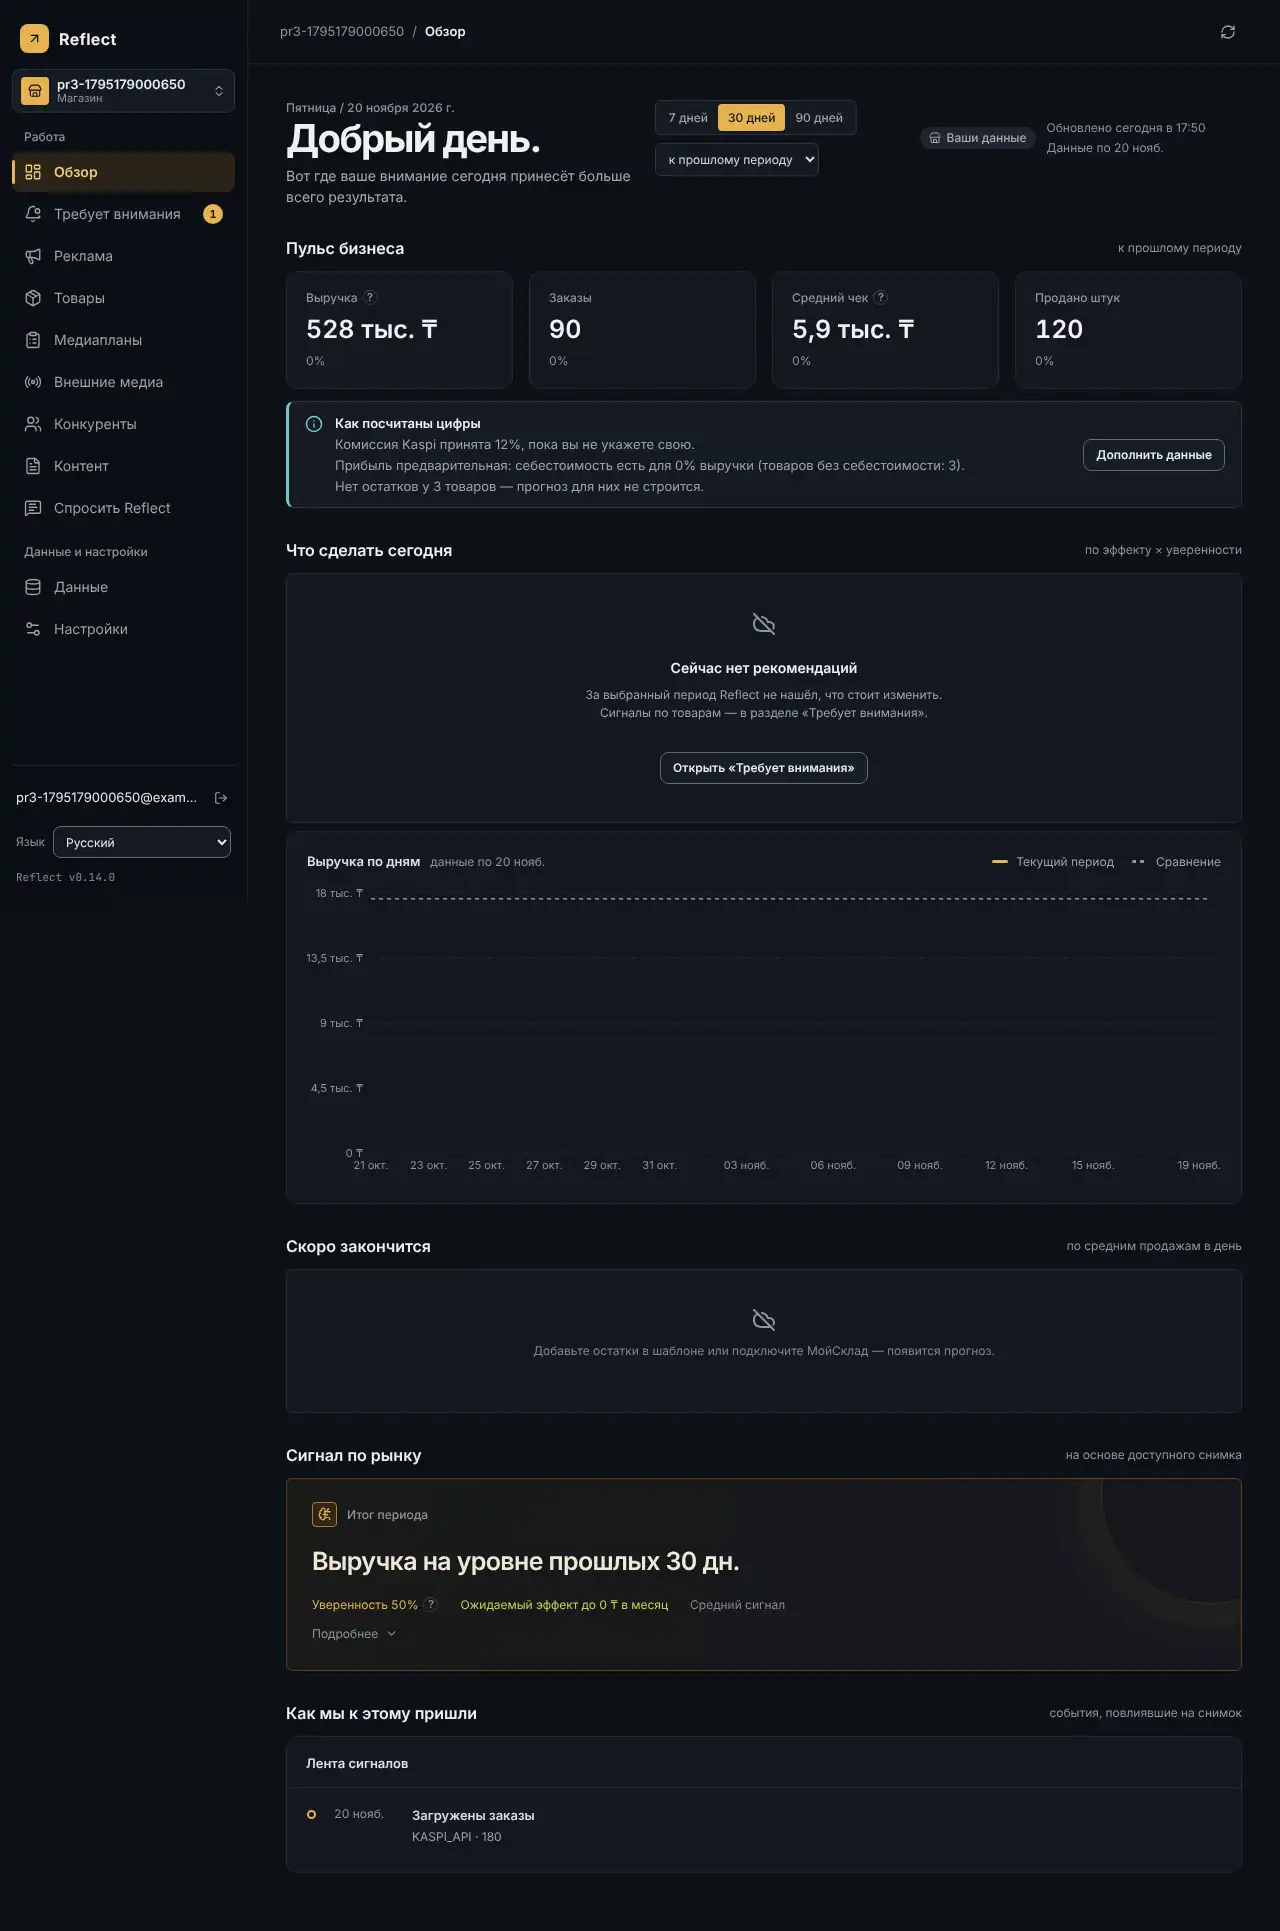 Reflect
pr3-1795179000650
Магазин
Работа
Обзор
Требует внимания 1
Реклама
Товары
Медиапланы
Внешние медиа
Конкуренты
Контент
Спросить Reflect
Данные и настройки
Данные
Настройки
pr3-1795179000650@exam...
Язык Русский
Reflect v0.14.0
pr3-1795179000650 / Обзор
Пятница / 20 ноября 2026 г.
Добрый день.
Вот где ваше внимание сегодня принесёт больше
всего результата.
7 дней 30 дней 90 дней
к прошлому периоду
Ваши данные
Обновлено сегодня в 17:50
Данные по 20 нояб.
Пульс бизнеса
к прошлому периоду
Выручка ?
528 тыс. ₸
0%
Заказы
90
0%
Средний чек ?
5,9 тыс. ₸
0%
Продано штук
120
0%
Как посчитаны цифры
Комиссия Kaspi принята 12%, пока вы не укажете свою.
Прибыль предварительная: себестоимость есть для 0% выручки (товаров без себестоимости: 3).
Нет остатков у 3 товаров — прогноз для них не строится.
Дополнить данные
Что сделать сегодня
по эффекту × уверенности
Сейчас нет рекомендаций
За выбранный период Reflect не нашёл, что стоит изменить.
Сигналы по товарам — в разделе «Требует внимания».
Открыть «Требует внимания»
Выручка по дням данные по 20 нояб.
Текущий период Сравнение
18 тыс. ₸
13,5 тыс. ₸
9 тыс. ₸
4,5 тыс. ₸
0 ₸
21 окт. 23 окт. 25 окт. 27 окт. 29 окт. 31 окт. 03 нояб. 06 нояб. 09 нояб. 12 нояб. 15 нояб. 19 нояб.
Скоро закончится
по средним продажам в день
Добавьте остатки в шаблоне или подключите МойСклад — появится прогноз.
Сигнал по рынку
на основе доступного снимка
Итог периода
Выручка на уровне прошлых 30 дн.
Уверенность 50% ? Ожидаемый эффект до 0 ₸ в месяц Средний сигнал
Подробнее
Как мы к этому пришли
события, повлиявшие на снимок
Лента сигналов
20 нояб. Загружены заказы
KASPI_API · 180